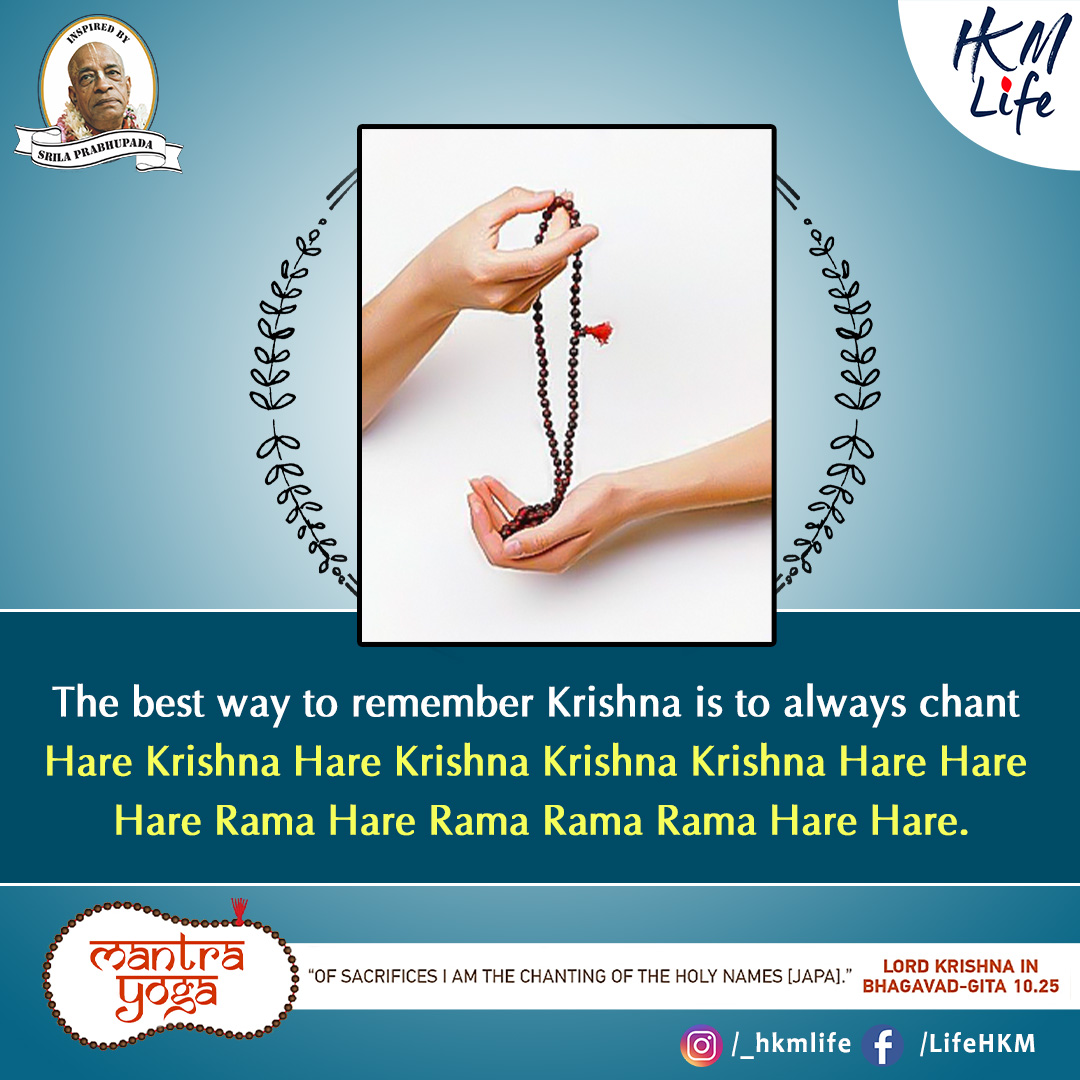 INSPIRED BY
SRILA PRABHUPADA
HKM
Life
The best way to remember Krishna is to always chant
Hare Krishna Hare Krishna Krishna Krishna Hare Hare
Hare Rama Hare Rama Rama Rama Hare Hare.
mantra
yoga
“OF SACRIFICES I AM THE CHANTING OF THE HOLY NAMES [JAPA].”
LORD KRISHNA IN
BHAGAVAD-GITA 10.25
/_hkmlife
/LifeHKM